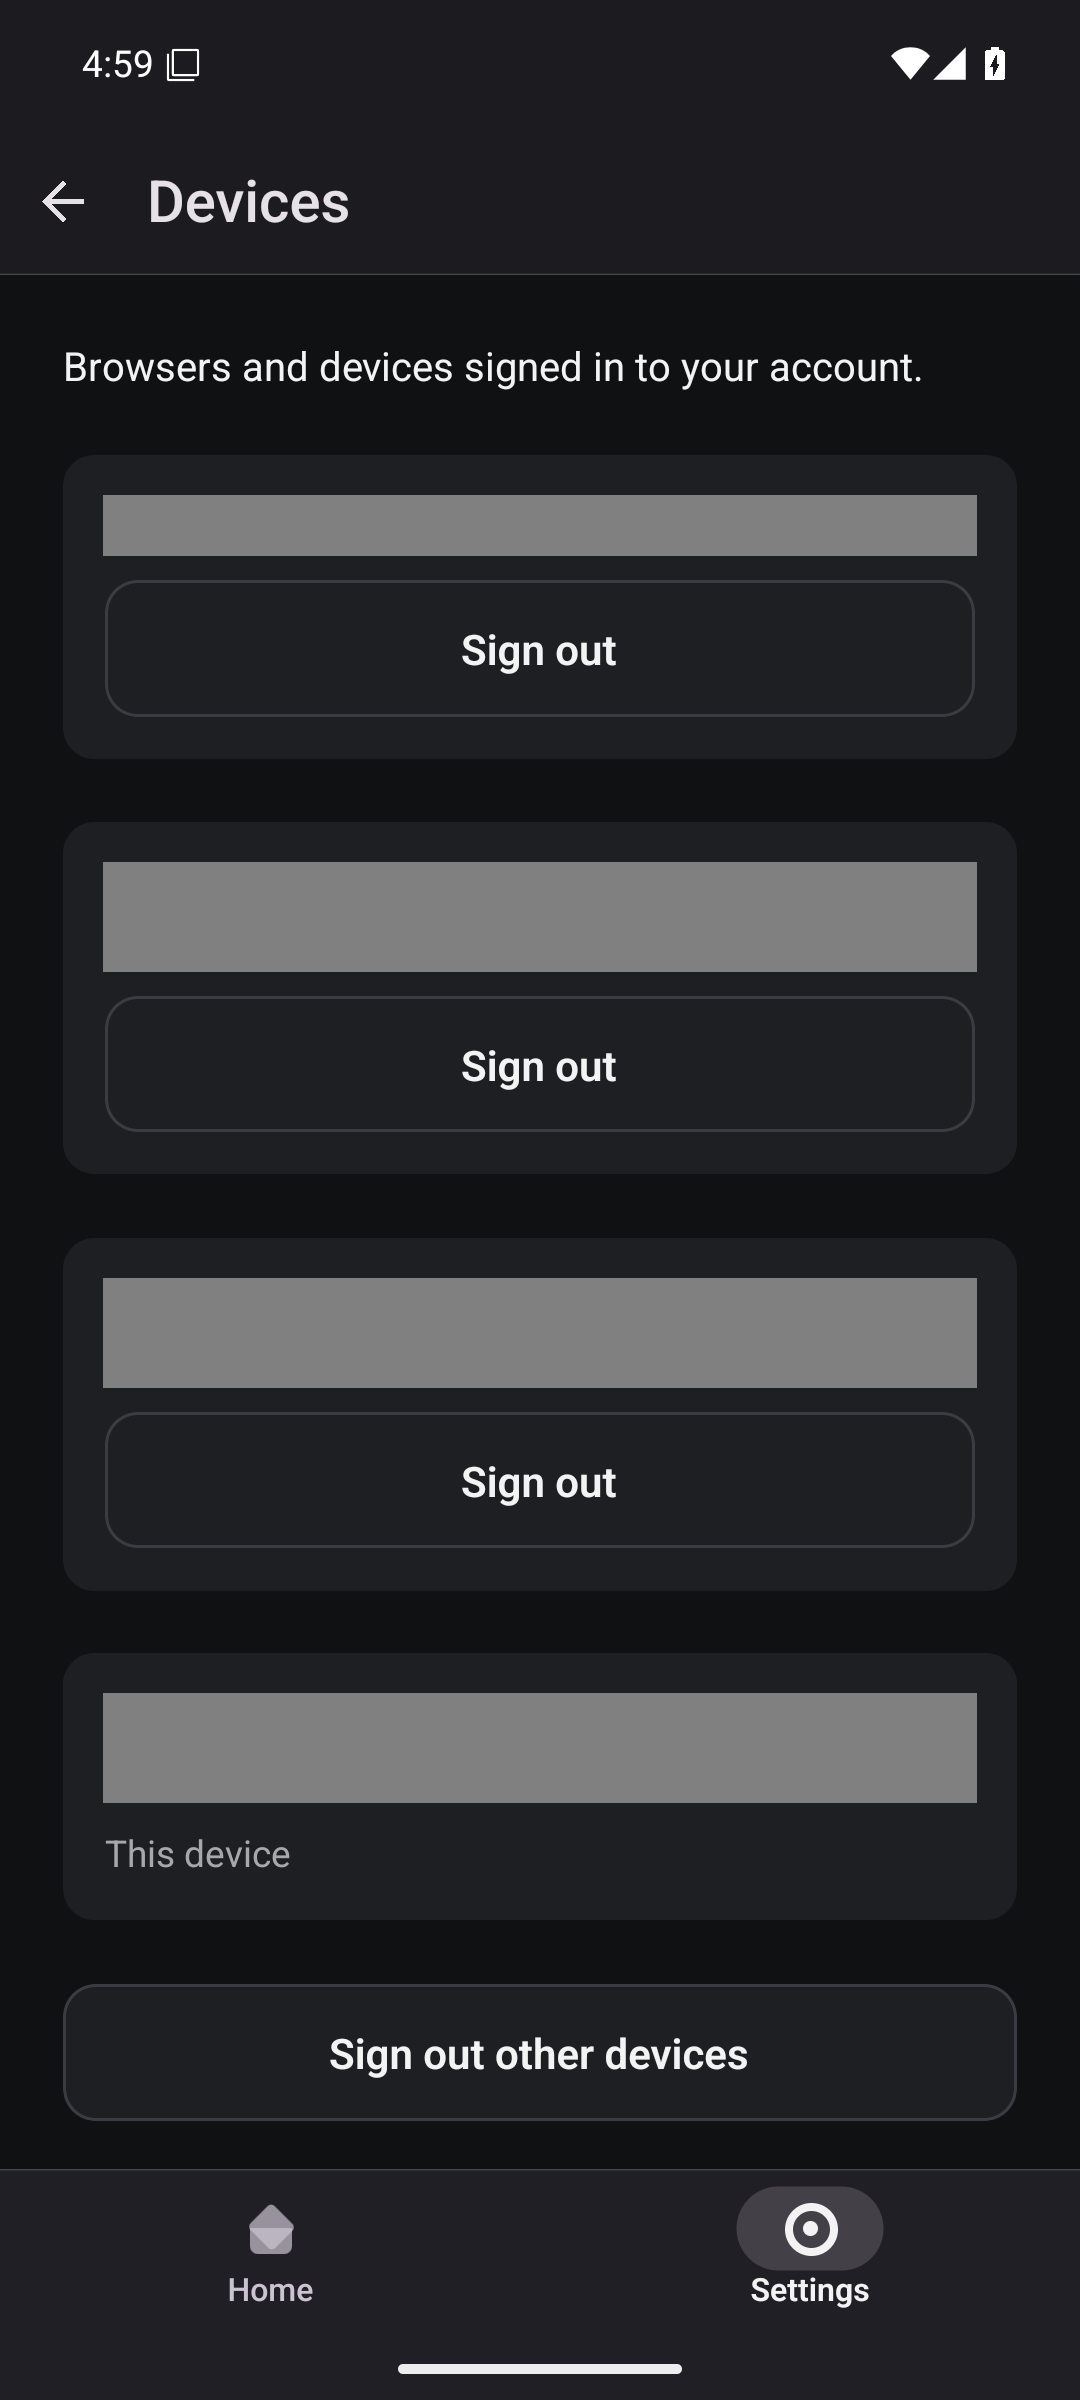 4:59
Devices
Browsers and devices signed in to your account.
Sign out
Sign out
Sign out
This device
Sign out other devices
Home
Settings